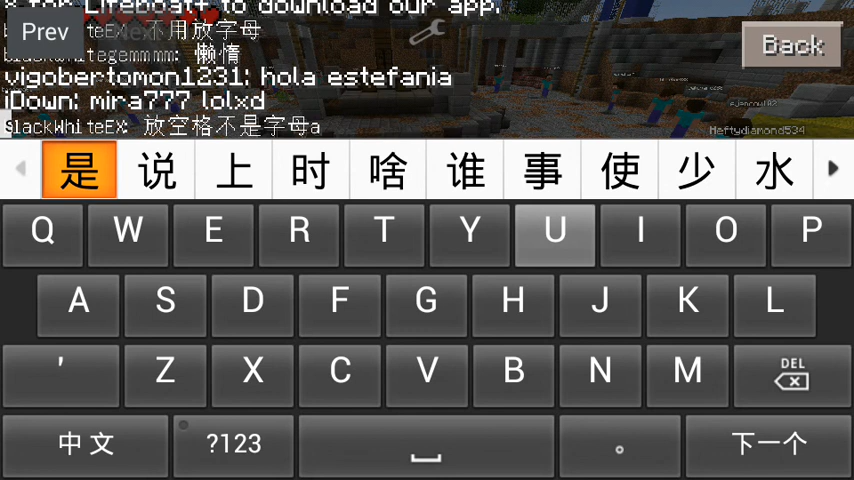 & for Lifeboat+ to download our app.
Prev
不用放字母
Back
blackwhitegemmmm: 懒惰
vigobertomon1231: hola estefania
iDown: mira777 lolxd
SlackWhiteEX: 放空格不是字母a
Heftydiamond534
是 说 上 时 啥 谁 事 使 少 水
Q W E R T Y U I O P
A S D F G H J K L
' Z X C V B N M DEL
中文 ?123 。 下一个